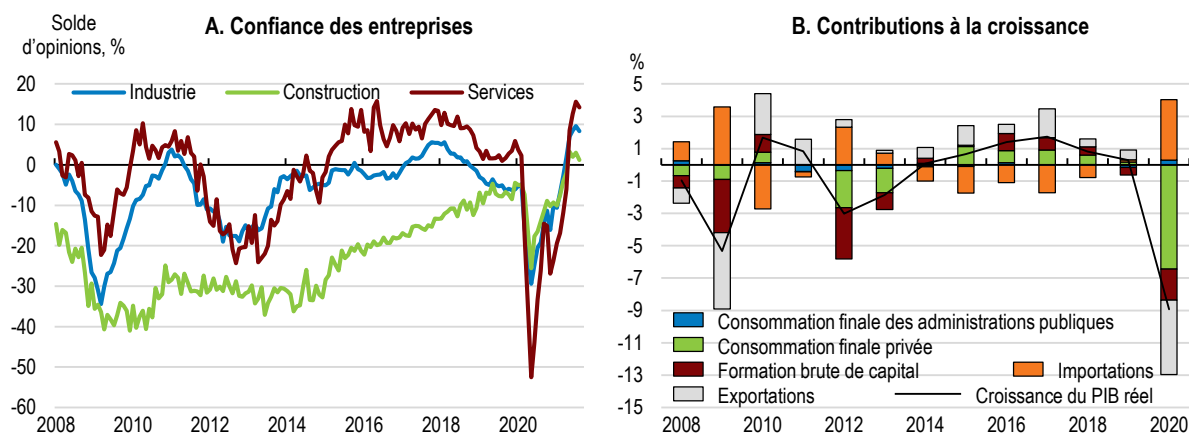 A. Confiance des entreprises
Solde
d'opinions, %
20
10
0
-10
-20
-30
-40
-50
-60
Industrie
Construction
Services
2008
2010
2012
2014
2016
2018
2020
B. Contributions à la croissance
%
5
3
1
-1
-3
-5
-7
-9
-11
-13
-15
Consommation finale des administrations publiques
Consommation finale privée
Formation brute de capital
Importations
Exportations
Croissance du PIB réel
2008
2010
2012
2014
2016
2018
2020